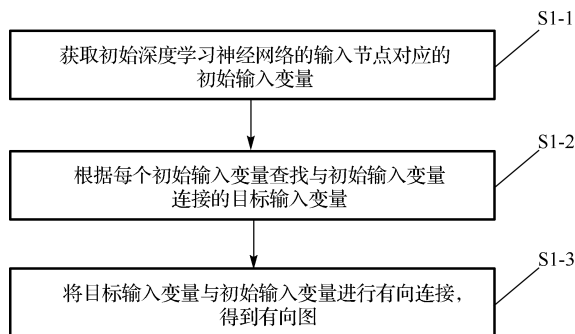 S1-1
获取初始深度学习神经网络的输入节点对应的
初始输入变量
S1-2
根据每个初始输入变量查找与初始输入变量
连接的目标输入变量
S1-3
将目标输入变量与初始输入变量进行有向连接，
得到有向图